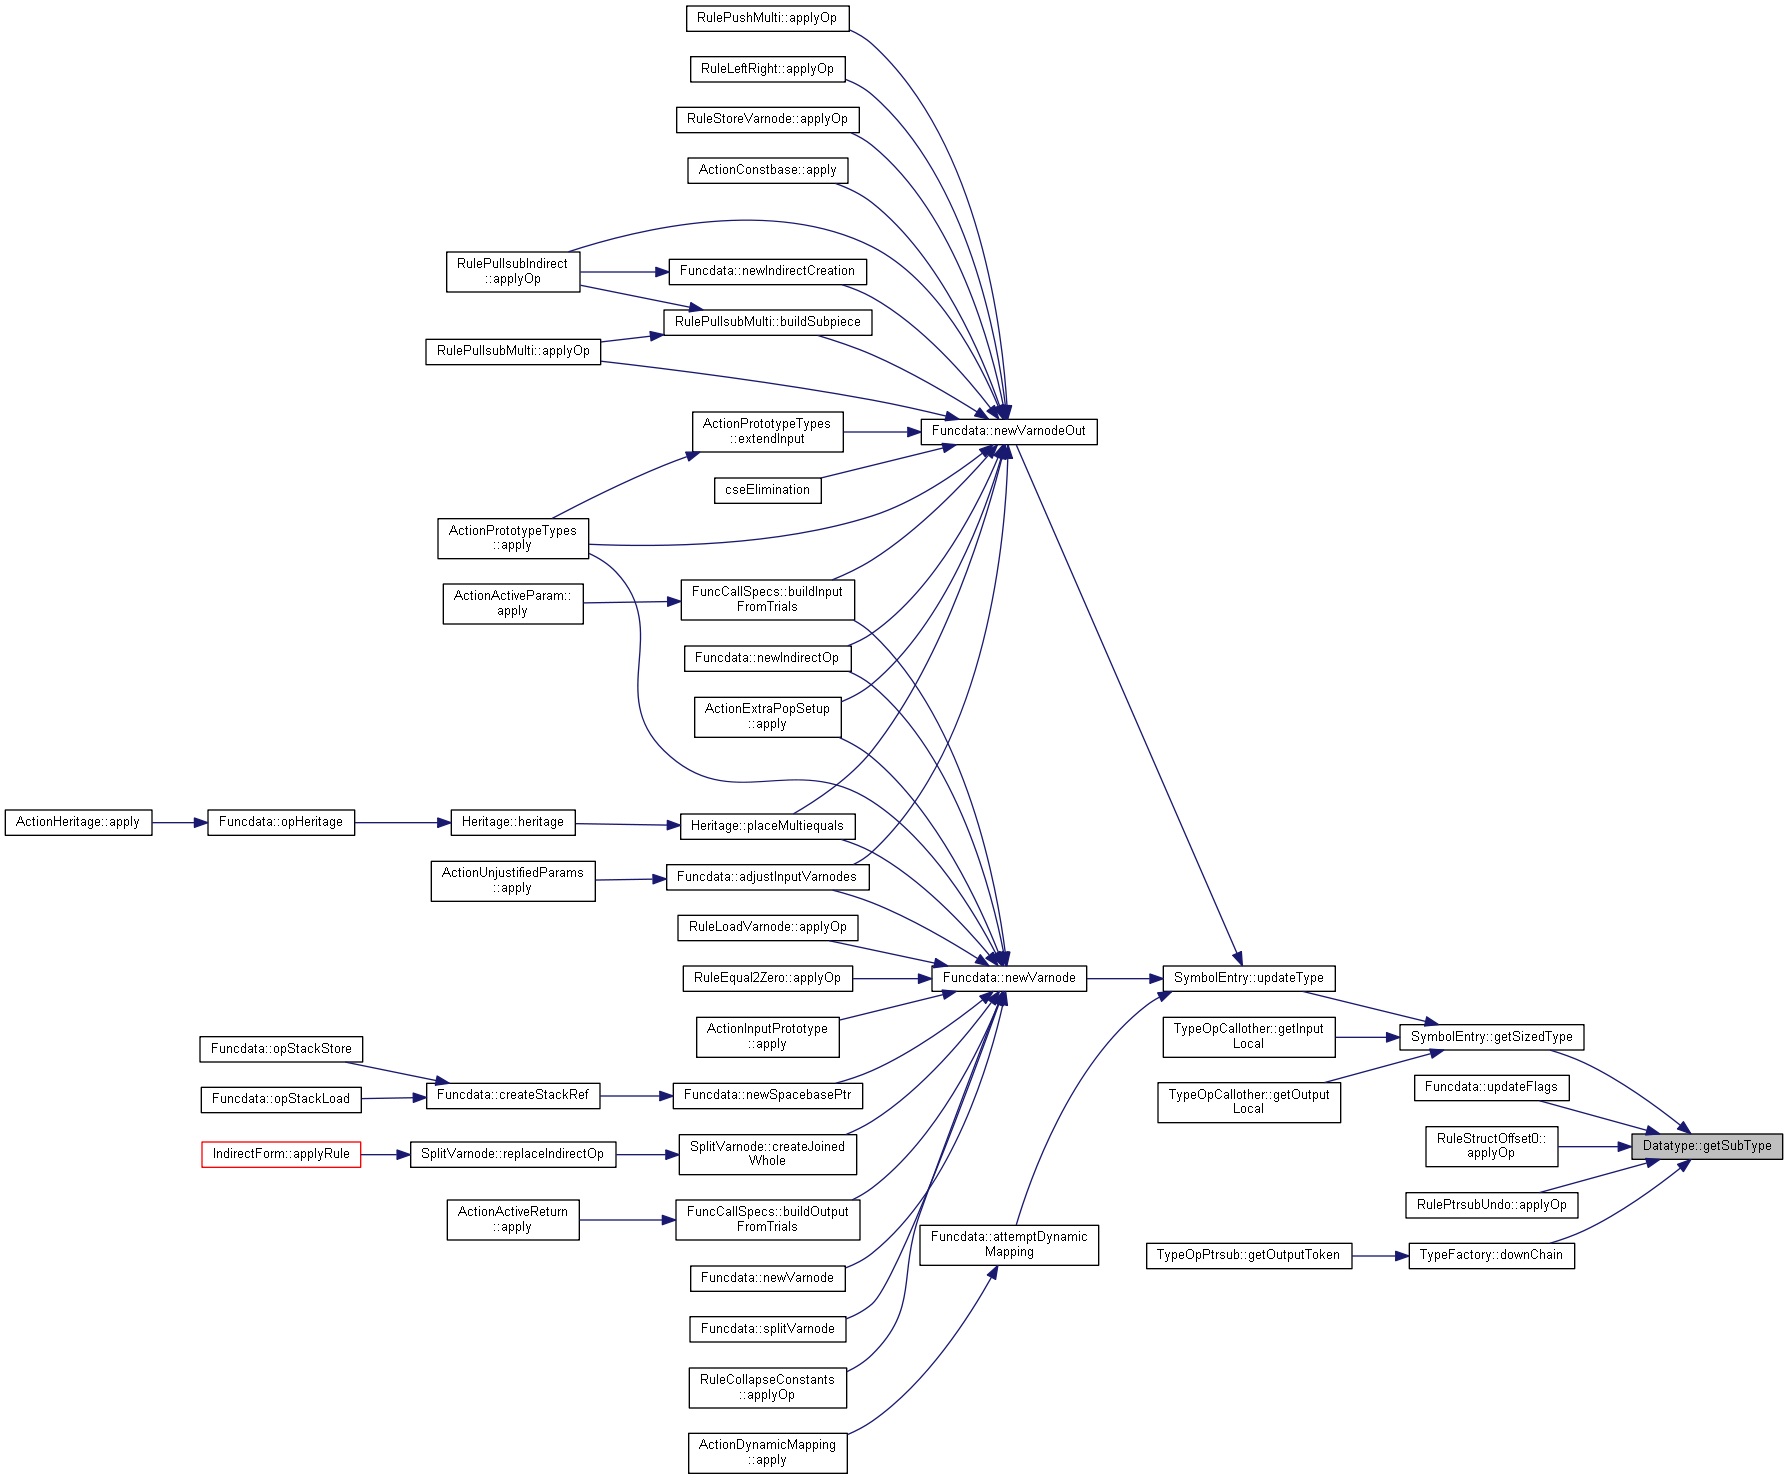 RulePushMulti::applyOp
RuleLeftRight::applyOp
RuleStoreVarnode::applyOp
ActionConstbase::apply
RulePullsubIndirect
::applyOp
Funcdata::newIndirectCreation
RulePullsubMulti::buildSubpiece
RulePullsubMulti::applyOp
ActionPrototypeTypes
::extendInput
Funcdata::newVarnodeOut
cseElimination
ActionPrototypeTypes
::apply
ActionActiveParam::
apply
FuncCallSpecs::buildInput
FromTrials
Funcdata::newIndirectOp
ActionExtraPopSetup
::apply
ActionHeritage::apply
Funcdata::opHeritage
Heritage::heritage
Heritage::placeMultiequals
ActionUnjustifiedParams
::apply
Funcdata::adjustInputVarnodes
RuleLoadVarnode::applyOp
RuleEqual2Zero::applyOp
Funcdata::newVarnode
SymbolEntry::updateType
ActionInputPrototype
::apply
TypeOpCallother::getInput
Local
SymbolEntry::getSizedType
Funcdata::opStackStore
Funcdata::opStackLoad
Funcdata::createStackRef
Funcdata::newSpacebasePtr
TypeOpCallother::getOutput
Local
Funcdata::updateFlags
RuleStructOffset0::
applyOp
Datatype::getSubType
IndirectForm::applyRule
SplitVarnode::replaceIndirectOp
SplitVarnode::createJoined
Whole
RulePtrsubUndo::applyOp
ActionActiveReturn
::apply
FuncCallSpecs::buildOutput
FromTrials
Funcdata::attemptDynamic
Mapping
TypeOpPtrsub::getOutputToken
TypeFactory::downChain
Funcdata::newVarnode
Funcdata::splitVarnode
RuleCollapseConstants
::applyOp
ActionDynamicMapping
::apply